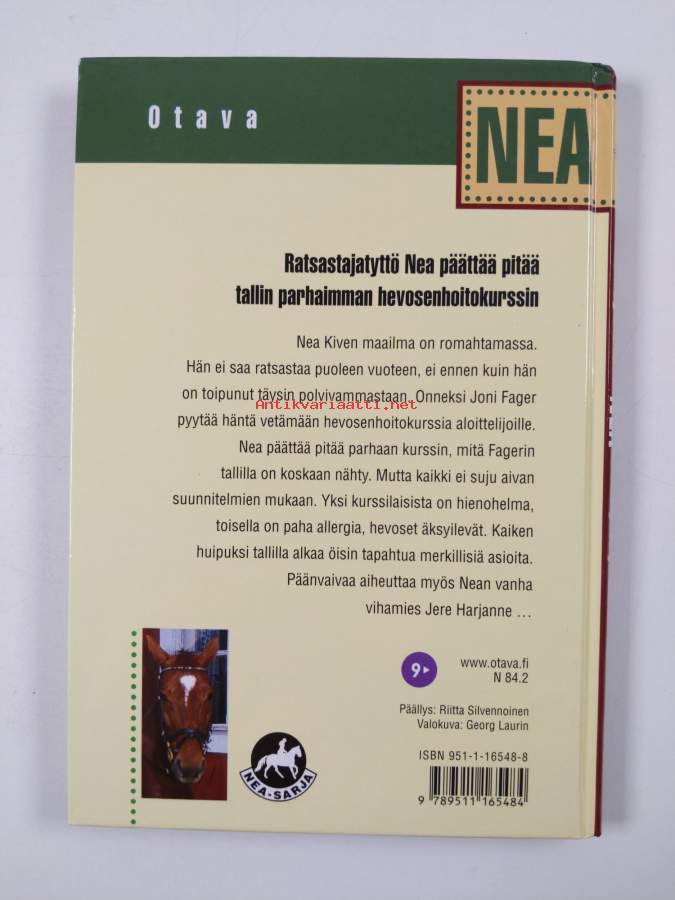 Otava
NEA
Ratsastajatyttö Nea päättää pitää
tallin parhaimman hevosenhoitokurssin
Nea Kiven maailma on romahtamassa.
Hän ei saa ratsastaa puoleen vuoteen, ei ennen kuin hän
on toipunut täysin polvivammastaan. Onneksi Joni Fager
Antikvariaatti.net
pyytää häntä vetämään hevosenhoitokurssia aloittelijoille.
Nea päättää pitää parhaan kurssin, mitä Fagerin
tallilla on koskaan nähty. Mutta kaikki ei suju aivan
suunnitelmien mukaan. Yksi kurssilaisista on hienohelma,
toisella on paha allergia, hevoset äksyilevät. Kaiken
huipuksi tallilla alkaa öisin tapahtua merkillisiä asioita.
Päänvaivaa aiheuttaa myös Nean vanha
vihamies Jere Harjanne ...
9
www.otava.fi
N 84.2
Päällys: Riitta Silvennoinen
Valokuva: Georg Laurin
NEA-SARJA
ISBN 951-1-16548-8
9 789511 165484